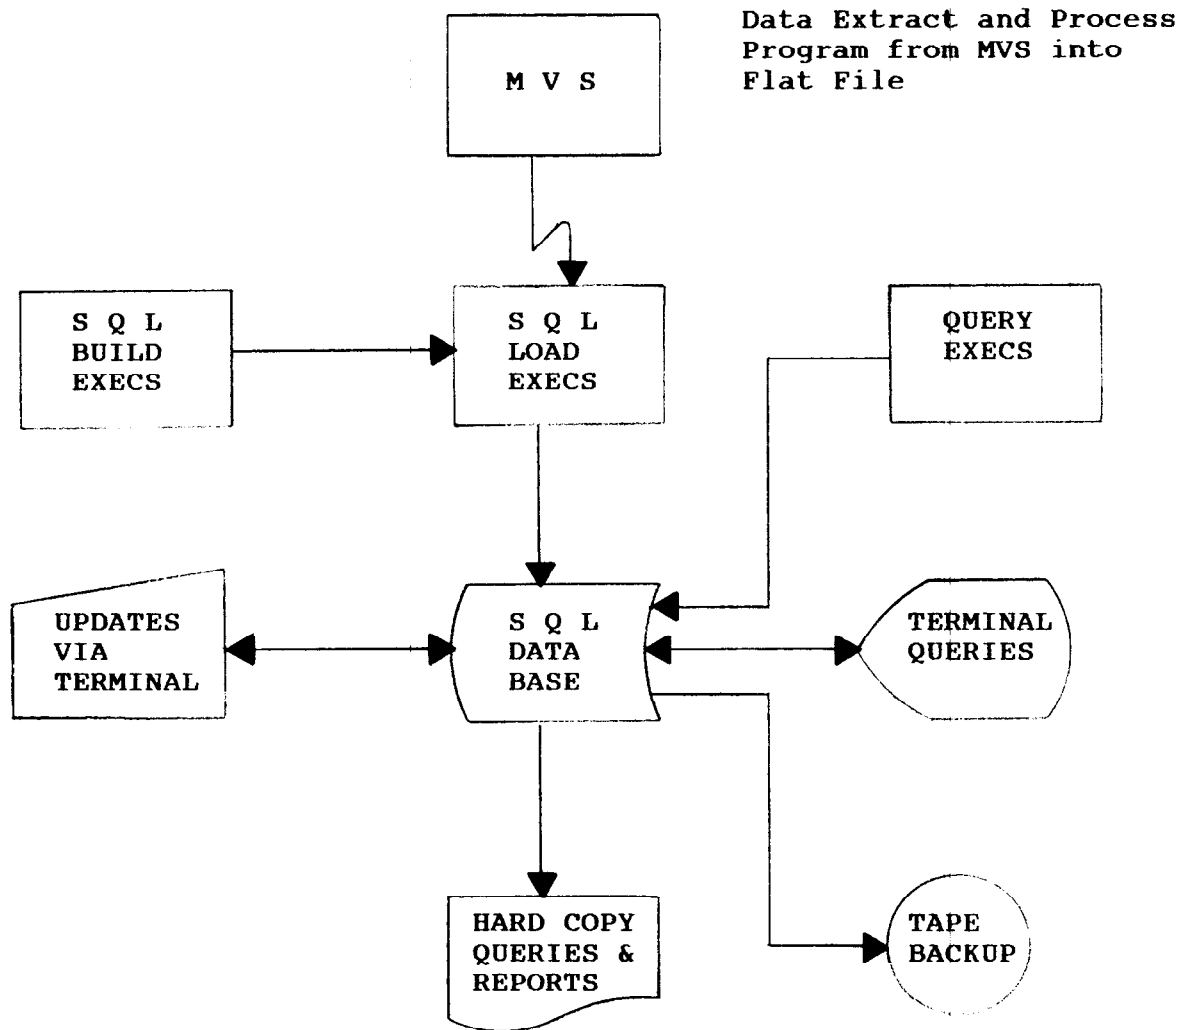 Data Extract and Process
Program from MVS into
Flat File
M V S
S Q L
BUILD
EXECS
S Q L
LOAD
EXECS
QUERY
EXECS
UPDATES
VIA
TERMINAL
S Q L
DATA
BASE
TERMINAL
QUERIES
HARD COPY
QUERIES &
REPORTS
TAPE
BACKUP